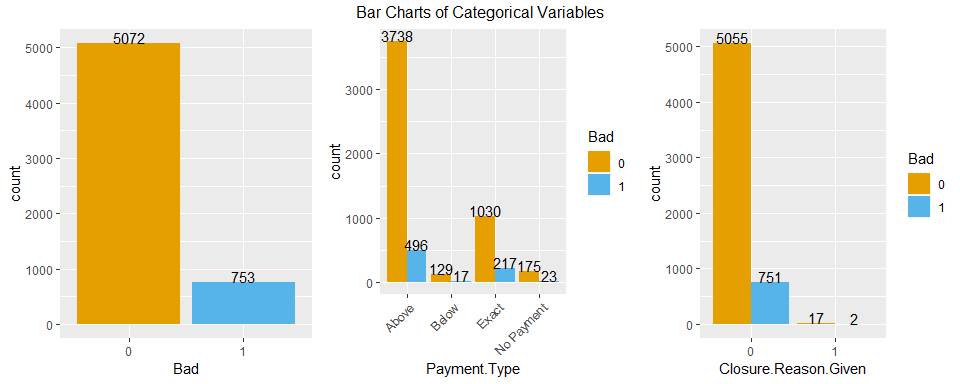 Bar Charts of Categorical Variables
5072
5000
4000
3000
2000
1000
0
753
count
0
1
Bad
3738
3000
2000
1000
0
496
129
17
1030
217
175
23
count
Above
Below
Exact
No Payment
Payment.Type
Bad
0
1
5055
5000
4000
3000
2000
1000
0
751
17
2
count
0
1
Closure.Reason.Given
Bad
0
1